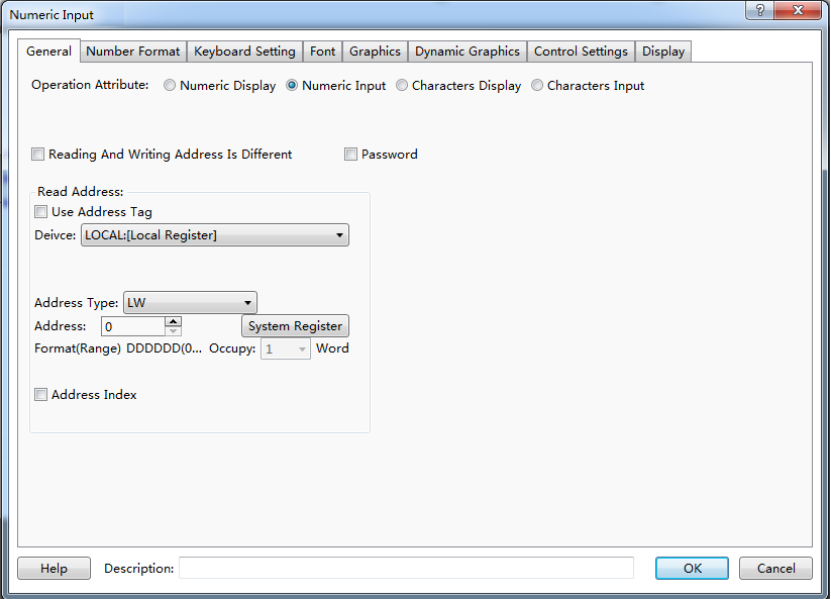 Numeric Input
General Number Format Keyboard Setting Font Graphics Dynamic Graphics Control Settings Display
Operation Attribute: Numeric Display Numeric Input Characters Display Characters Input
Reading And Writing Address Is Different Password
Read Address:
Use Address Tag
Deivce: LOCAL:[Local Register]
Address Type: LW
Address: 0 System Register
Format(Range) DDDDDD(0... Occupy: 1 Word
Address Index
Help Description: OK Cancel